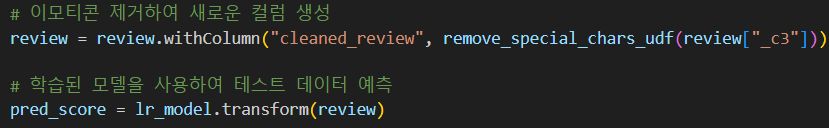 # 이모티콘 제거하여 새로운 컬럼 생성
review = review.withColumn("cleaned_review", remove_special_chars_udf(review["_c3"]))
# 학습된 모델을 사용하여 테스트 데이터 예측
pred_score = lr_model.transform(review)